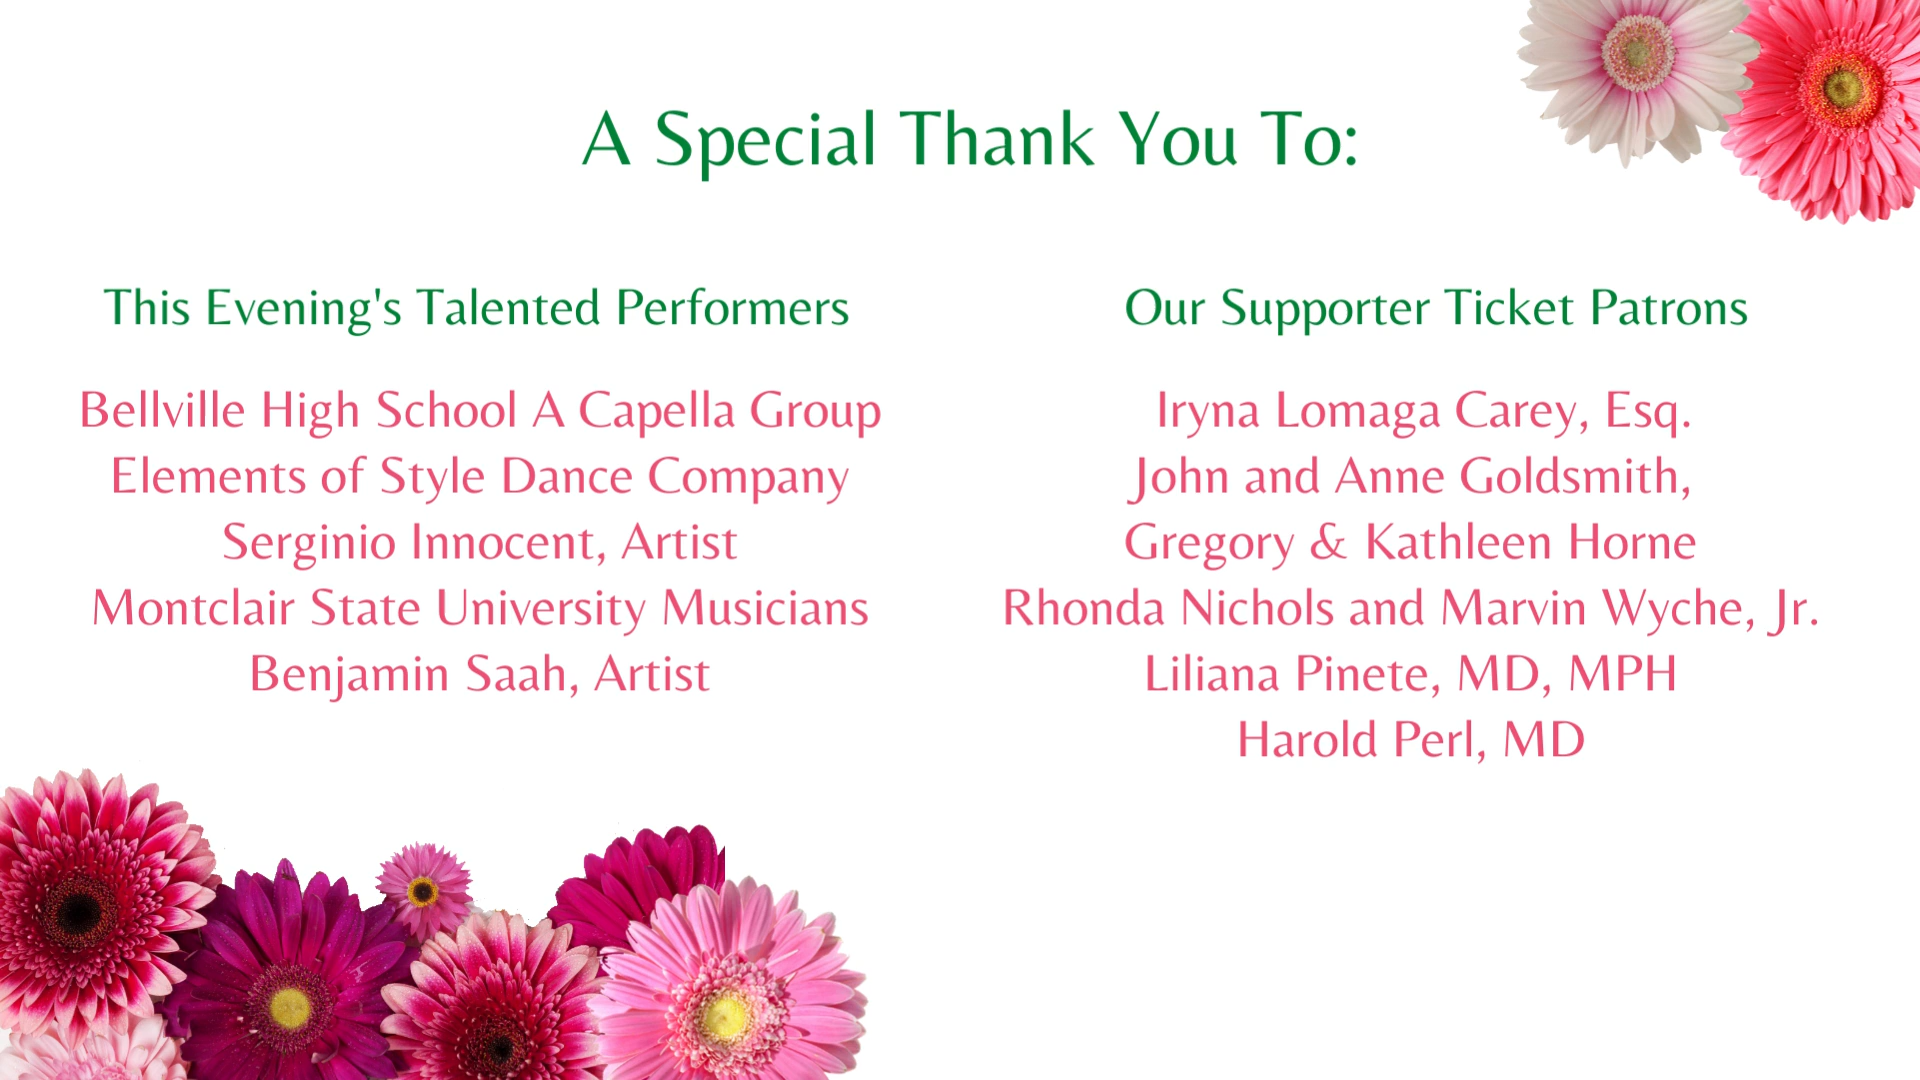 A Special Thank You To:
This Evening's Talented Performers
Bellville High School A Capella Group
Elements of Style Dance Company
Serginio Innocent, Artist
Montclair State University Musicians
Benjamin Saah, Artist
Our Supporter Ticket Patrons
Iryna Lomaga Carey, Esq.
John and Anne Goldsmith,
Gregory & Kathleen Horne
Rhonda Nichols and Marvin Wyche, Jr.
Liliana Pinete, MD, MPH
Harold Perl, MD